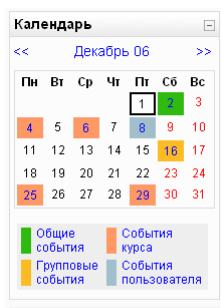 Календарь
<< Декабрь 06 >>
Пн Вт Ср Чт Пт Сб Вс
1 2 3
4 5 6 7 8 9 10
11 12 13 14 15 16 17
18 19 20 21 22 23 24
25 26 27 28 29 30 31
Общие События
события курса
Групповые События
события пользователя